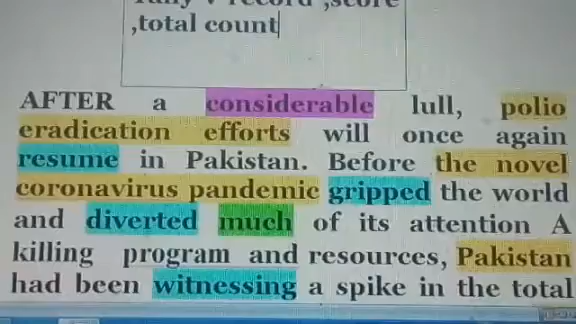 ,total count
AFTER a considerable lull, polio
eradication efforts will once again
resume in Pakistan. Before the novel
coronavirus pandemic gripped the world
and diverted much of its attention A
killing program and resources, Pakistan
had been witnessing a spike in the total